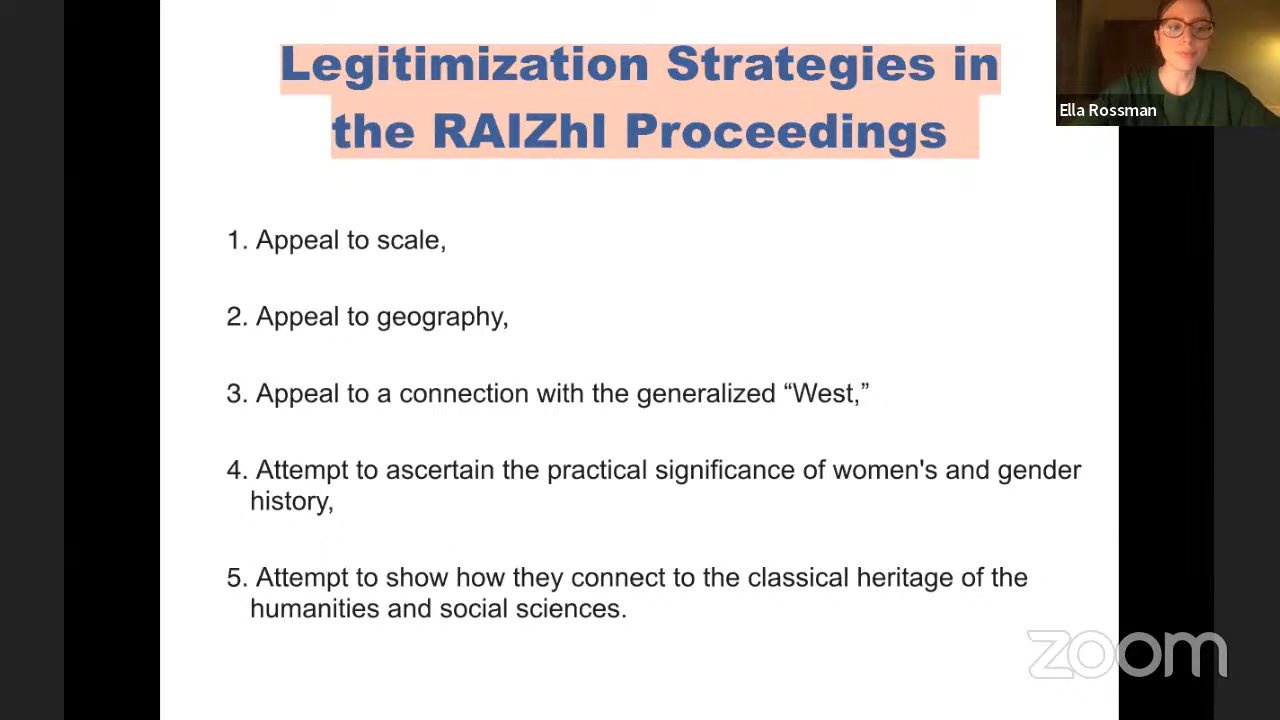 Legitimization Strategies in
the RAIZhI Proceedings
Ella Rossman
1. Appeal to scale,
2. Appeal to geography,
3. Appeal to a connection with the generalized “West,”
4. Attempt to ascertain the practical significance of women's and gender
history,
5. Attempt to show how they connect to the classical heritage of the
humanities and social sciences.
zoom